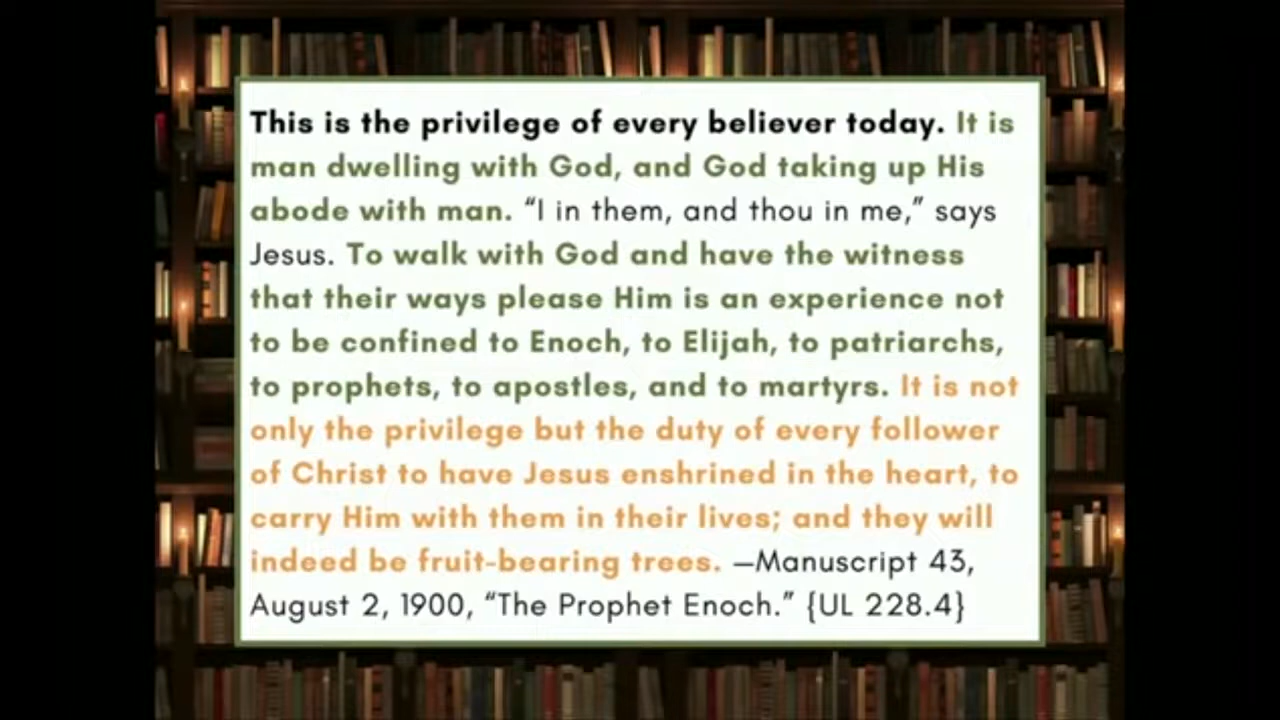 This is the privilege of every believer today. It is
man dwelling with God, and God taking up His
abode with man. “I in them, and thou in me,” says
Jesus. To walk with God and have the witness
that their ways please Him is an experience not
to be confined to Enoch, to Elijah, to patriarchs,
to prophets, to apostles, and to martyrs. It is not
only the privilege but the duty of every follower
of Christ to have Jesus enshrined in the heart, to
carry Him with them in their lives; and they will
indeed be fruit-bearing trees. —Manuscript 43,
August 2, 1900, “The Prophet Enoch.” {UL 228.4}